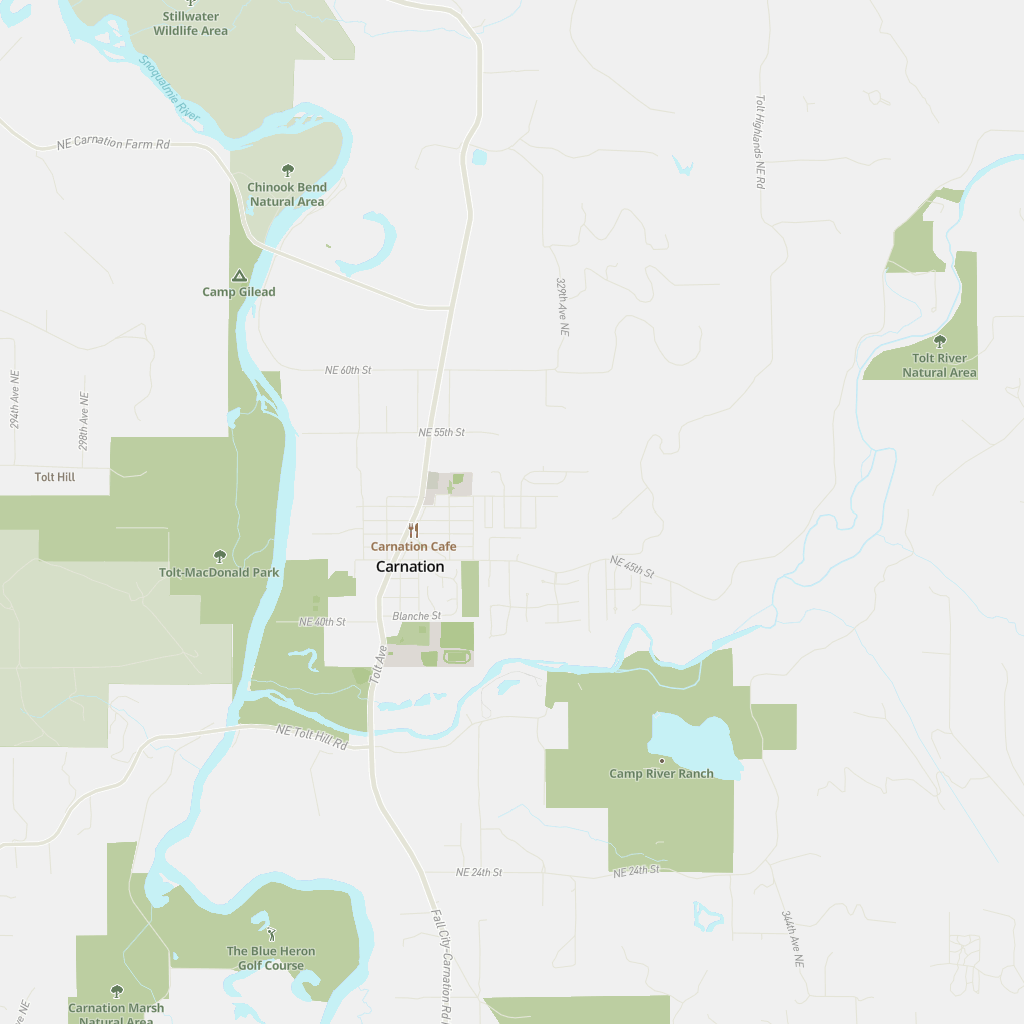 Stillwater
Wildlife Area
Snoqualmie River
NE Carnation Farm Rd
Tolt Highlands NE Rd
Chinook Bend
Natural Area
Camp Gilead
329th Ave NE
Tolt River
Natural Area
NE 60th St
294th Ave NE
298th Ave NE
NE 55th St
Tolt Hill
Carnation Cafe
Carnation
Tolt-MacDonald Park
NE 45th St
Blanche St
NE 40th St
Tolt Ave
NE Tolt Hill Rd
Camp River Ranch
NE 24th St
NE 24th St
Fall City-Carnation Rd
344th Ave NE
The Blue Heron
Golf Course
Carnation Marsh
Natural Area
ve NE